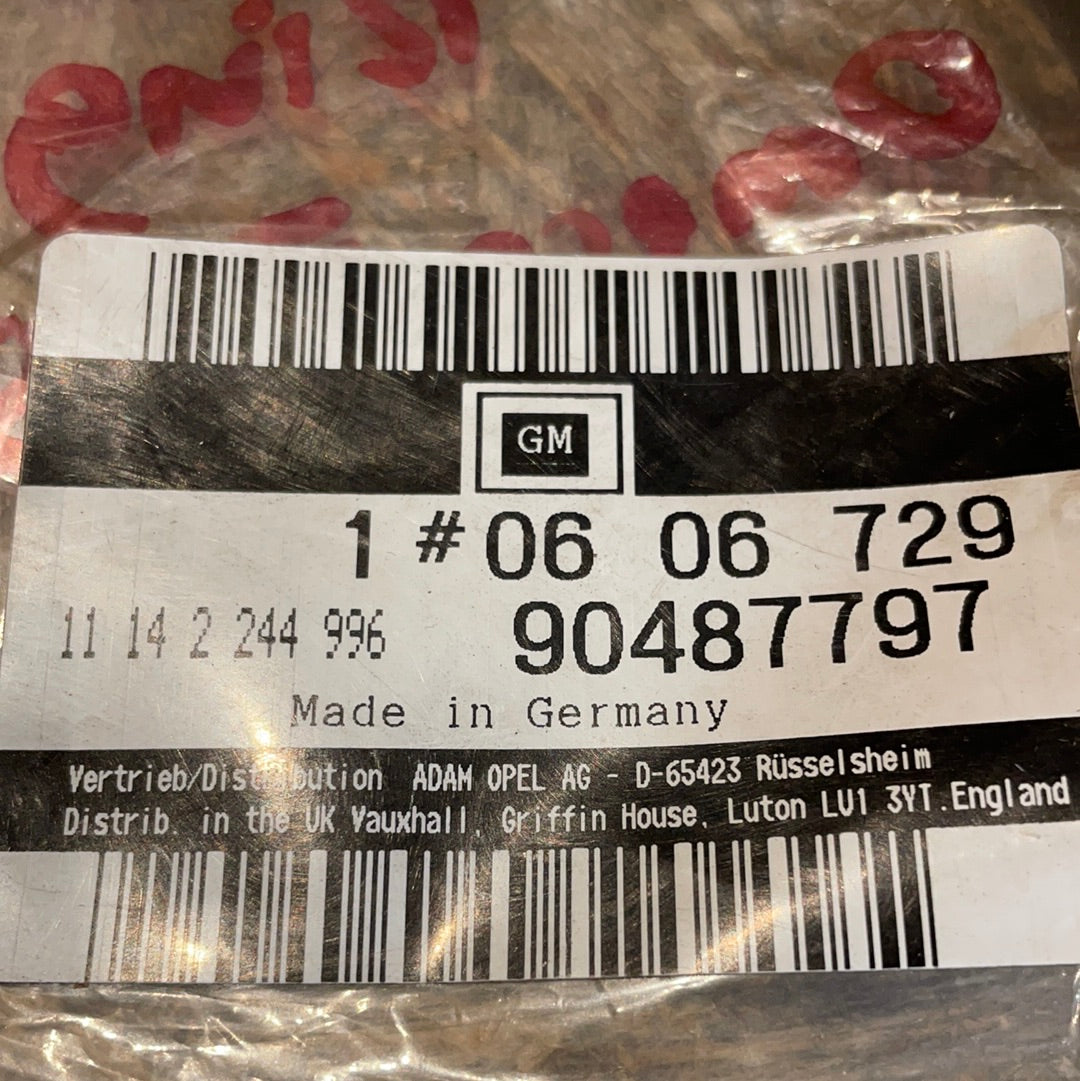 GM
1 # 06 06 729
11 14 2 244 996 90487797
Made in Germany
Vertrieb/Distribution ADAM OPEL AG - D-65423 Rüsselsheim
Distrib. in the UK Vauxhall, Griffin House, Luton LU1 3YT.England